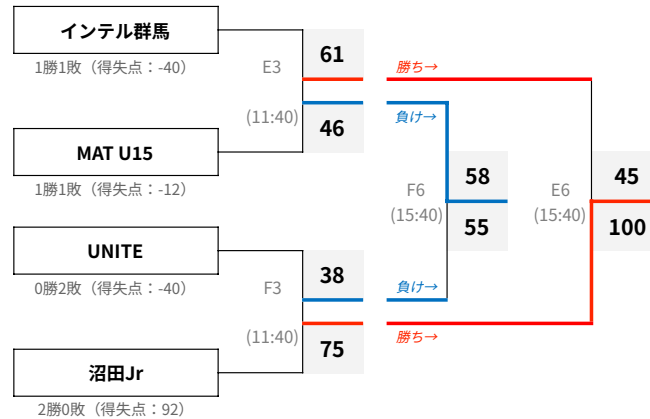 インテル群馬
1勝1敗（得失点：-40）
E3
(11:40)
61
46
MAT U15
1勝1敗（得失点：-12）
勝ち→
負け→
F6
(15:40)
58
55
E6
(15:40)
45
100
UNITE
0勝2敗（得失点：-40）
F3
(11:40)
38
75
負け→
勝ち→
沼田Jr
2勝0敗（得失点：92）